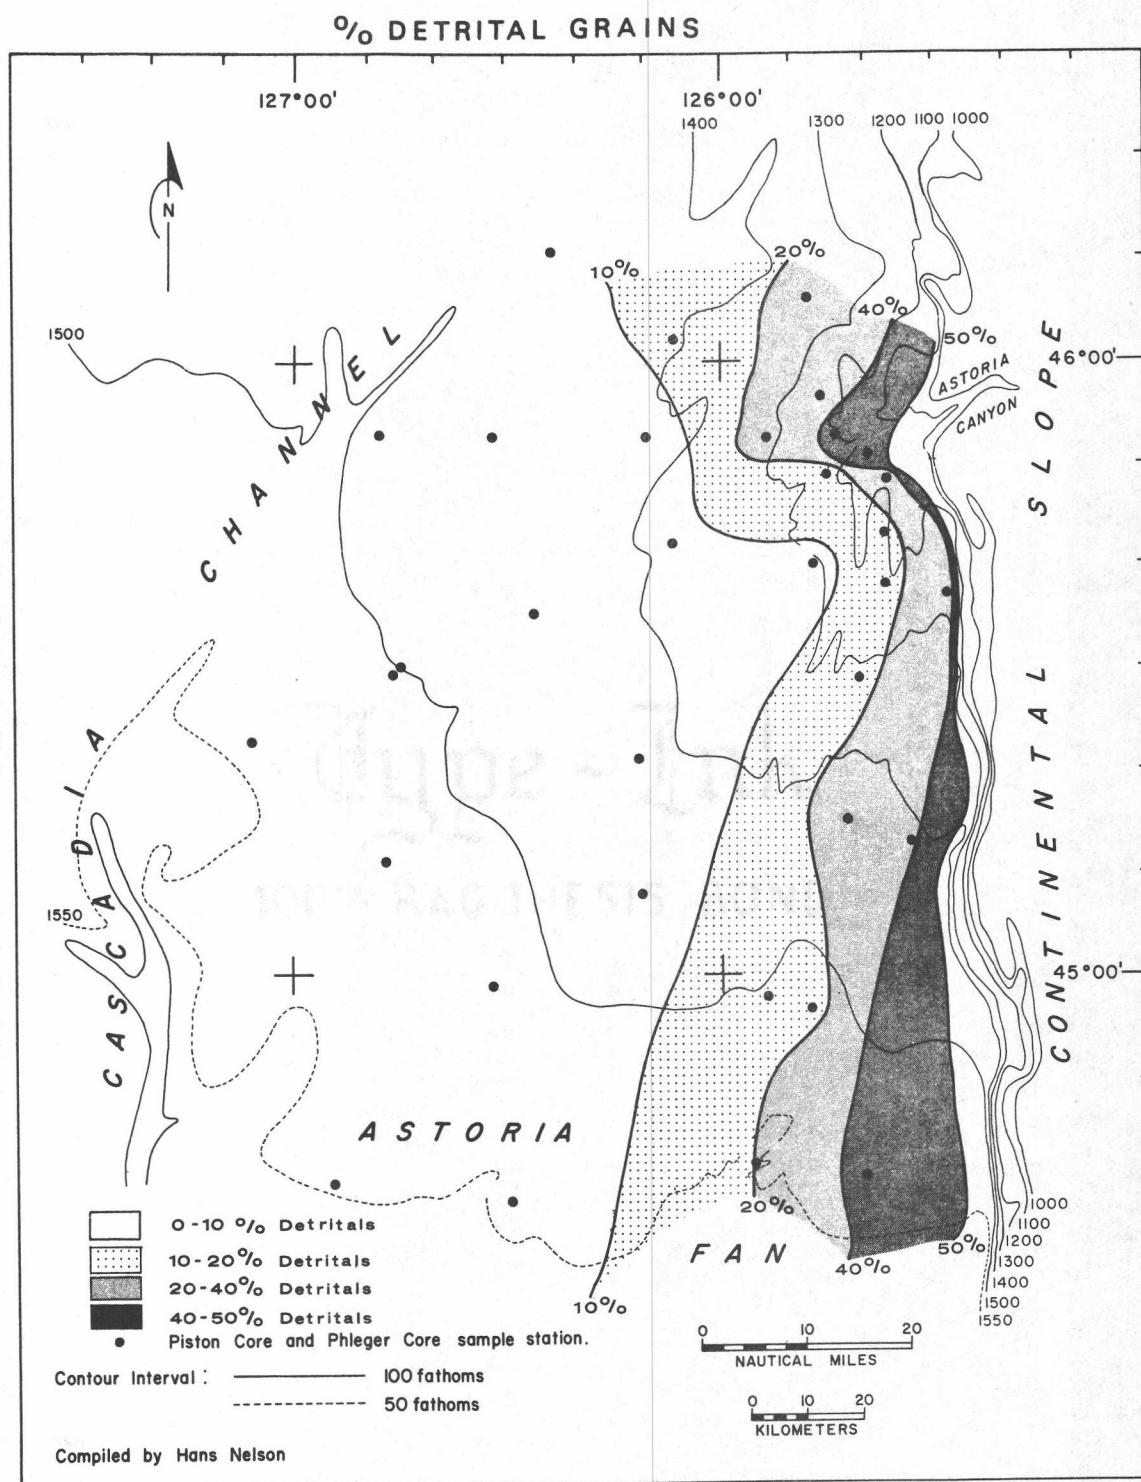 % DETRITAL GRAINS
127°00'
126°00'
1400
1300
1200
1100
1000
N
10%
20%
40%
50%
1500
46°00'
ASTORIA
CANYON
CASCADIA
CHANNEL
CONTINENTAL SLOPE
1550
45°00'
ASTORIA
FAN
20%
40%
50%
10%
1000
1100
1200
1300
1400
1500
1550
0-10 % Detritals
10-20% Detritals
20-40% Detritals
40-50% Detritals
Piston Core and Phleger Core sample station.
Contour Interval: 100 fathoms
50 fathoms
0 10 20
NAUTICAL MILES
0 10 20
KILOMETERS
Compiled by Hans Nelson